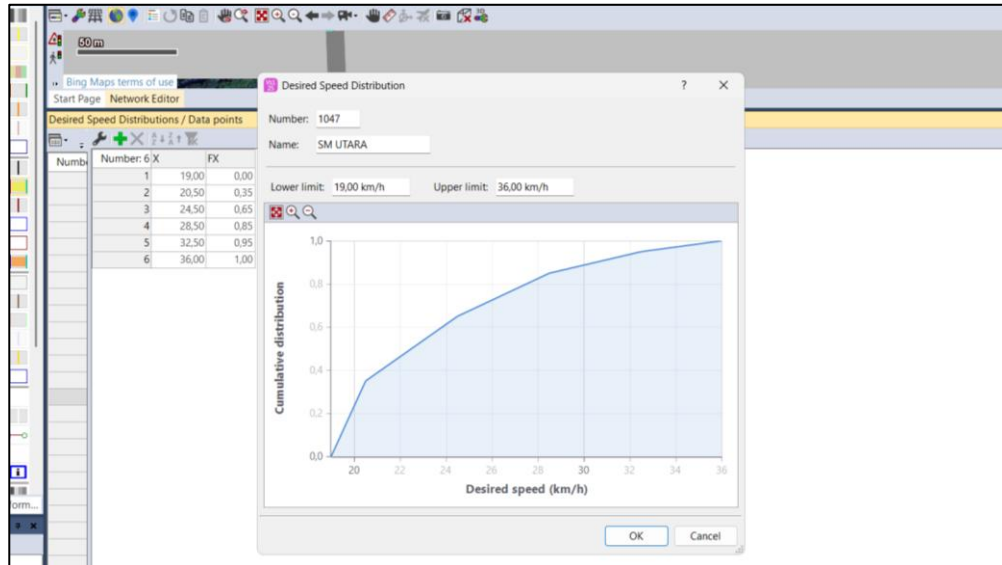 50 m
Bing Maps terms of use
Start Page Network Editor
Desired Speed Distributions / Data points
Numb
Number: 6 X FX
1 19,00 0,00
2 20,50 0,35
3 24,50 0,65
4 28,50 0,85
5 32,50 0,95
6 36,00 1,00
form...
Desired Speed Distribution ? ×
Number: 1047
Name: SM UTARA
Lower limit: 19,00 km/h Upper limit: 36,00 km/h
1,0
0,8
0,6
0,4
0,2
0,0
Cumulative distribution
20 22 24 26 28 30 32 34 36
Desired speed (km/h)
OK Cancel